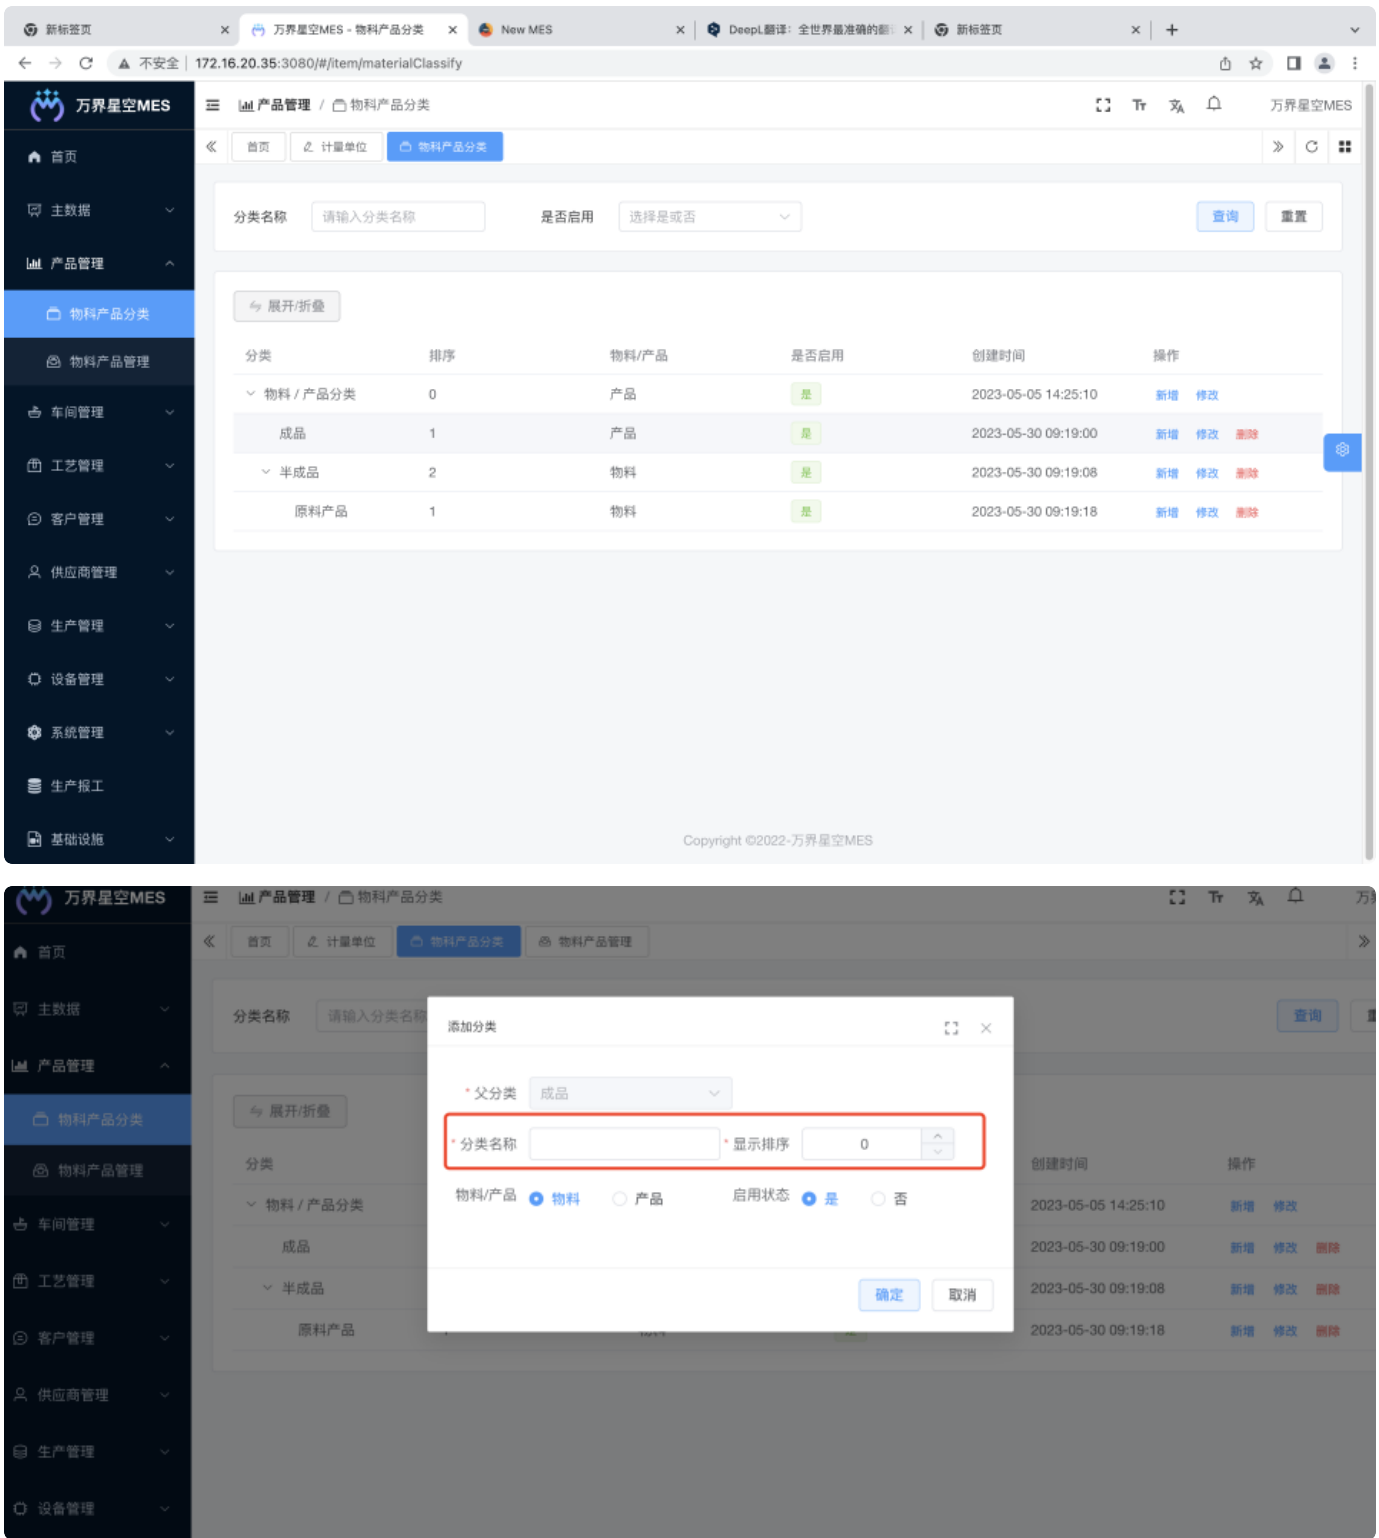 新标签页
万界星空MES - 物料产品分类
New MES
DeepL翻译：全世界最准确的翻
新标签页
不安全 172.16.20.35:3080/#/item/materialClassify
万界星空MES
产品管理 / 物料产品分类
万界星空MES
首页 计量单位 物料产品分类
首页
主数据
产品管理
物料产品分类
物料产品管理
车间管理
工艺管理
客户管理
供应商管理
生产管理
设备管理
系统管理
生产报工
基础设施
分类名称 请输入分类名称 是否启用 选择是或否 查询 重置
展开/折叠
分类 排序 物料/产品 是否启用 创建时间 操作
物料 / 产品分类 0 产品 是 2023-05-05 14:25:10 新增 修改
成品 1 产品 是 2023-05-30 09:19:00 新增 修改 删除
半成品 2 物料 是 2023-05-30 09:19:08 新增 修改 删除
原料产品 1 物料 是 2023-05-30 09:19:18 新增 修改 删除
Copyright ©2022-万界星空MES
万界星空MES
产品管理 / 物料产品分类
万
首页 计量单位 物料产品分类 物料产品管理
首页
主数据
产品管理
物料产品分类
物料产品管理
车间管理
工艺管理
客户管理
供应商管理
生产管理
设备管理
分类名称 请输入分类名称 查询
展开/折叠
分类 创建时间 操作
物料 / 产品分类 2023-05-05 14:25:10 新增 修改
成品 2023-05-30 09:19:00 新增 修改 删除
半成品 2023-05-30 09:19:08 新增 修改 删除
原料产品 2023-05-30 09:19:18 新增 修改 删除
添加分类
* 父分类 成品
* 分类名称 * 显示排序 0
物料/产品 物料 产品 启用状态 是 否
确定 取消